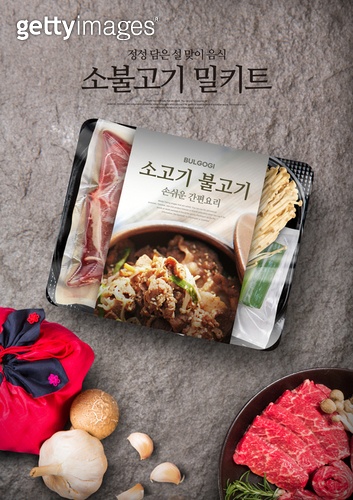 gettyimages
정성 담은 설 맞이 음식
소불고기 밀키트
BULGOGI
소고기 불고기
손쉬운 간편요리